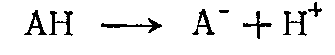 AH ⟶ A⁻ + H⁺